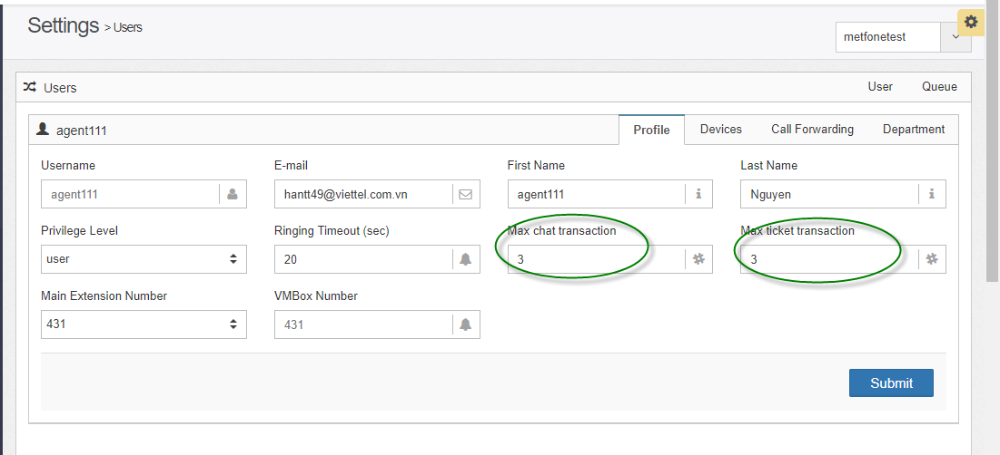 Settings > Users
metfonetest
Users User Queue
agent111 Profile Devices Call Forwarding Department
Username E-mail First Name Last Name
agent111 hantt49@viettel.com.vn agent111 Nguyen
Privilege Level Ringing Timeout (sec) Max chat transaction Max ticket transaction
user 20 3 3
Main Extension Number VMBox Number
431 431
Submit